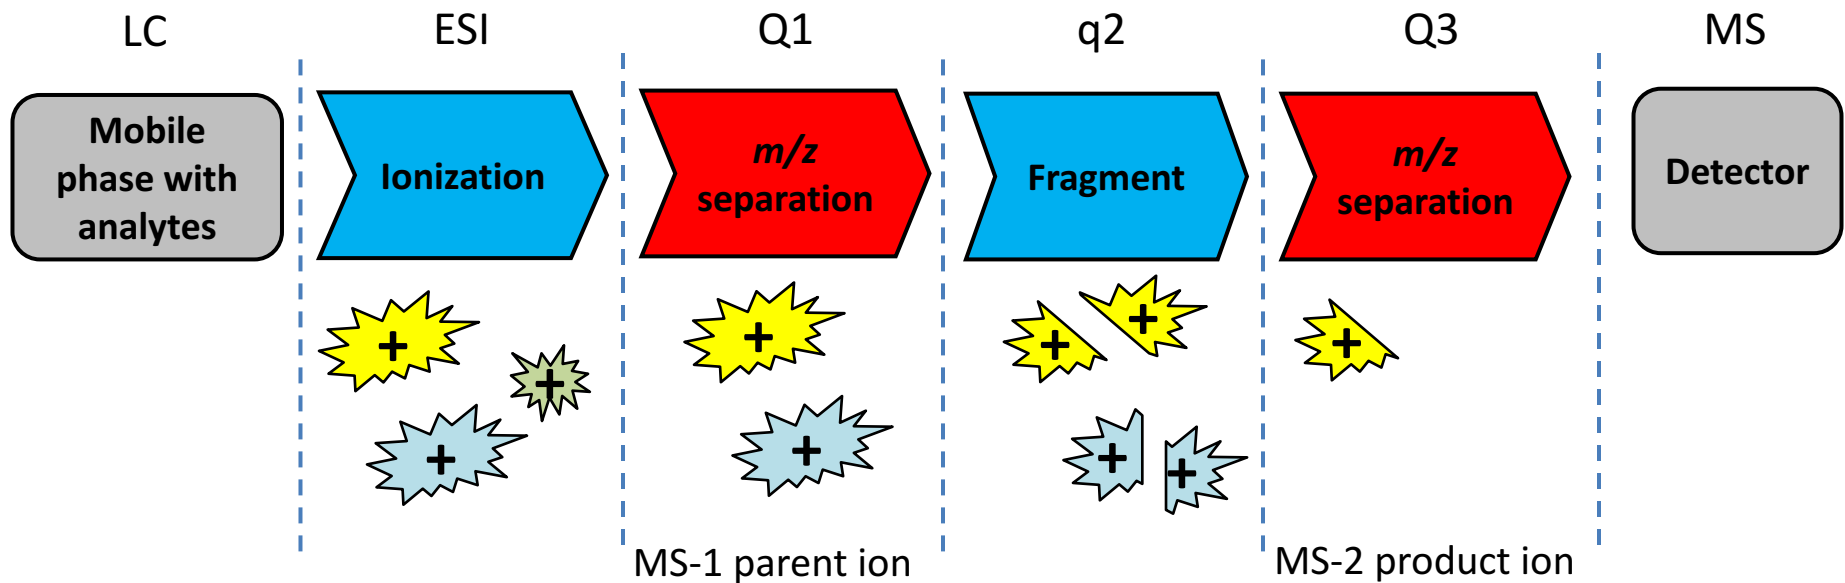 LC
ESI
Q1
q2
Q3
MS
Mobile
phase with
analytes
Ionization
m/z
separation
Fragment
m/z
separation
Detector
+
+
+
+
+
+
+
+
+
+
MS-1 parent ion
MS-2 product ion